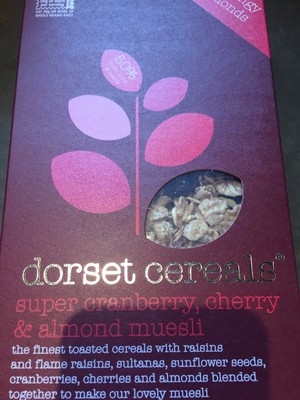 60%
dorset cereals®
super cranberry, cherry
& almond muesli
the finest toasted cereals with raisins
and flame raisins, sultanas, sunflower seeds,
cranberries, cherries and almonds blended
together to make our lovely muesli